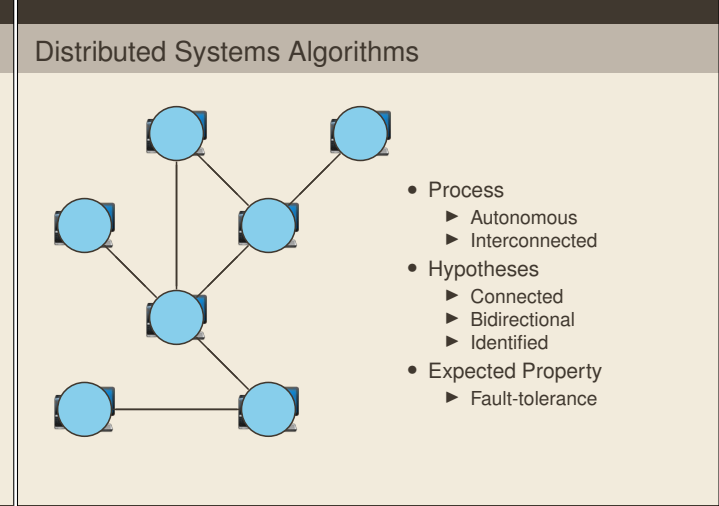 Distributed Systems Algorithms
• Process
► Autonomous
► Interconnected
• Hypotheses
► Connected
► Bidirectional
► Identified
• Expected Property
► Fault-tolerance